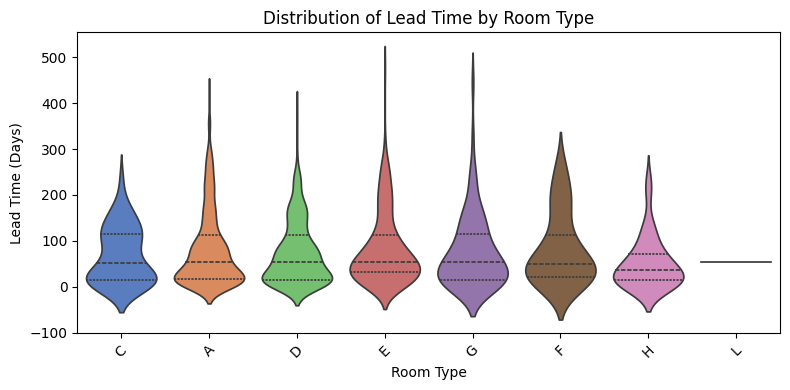 Distribution of Lead Time by Room Type
Lead Time (Days)
500
400
300
200
100
0
−100
C
A
D
E
G
F
H
L
Room Type